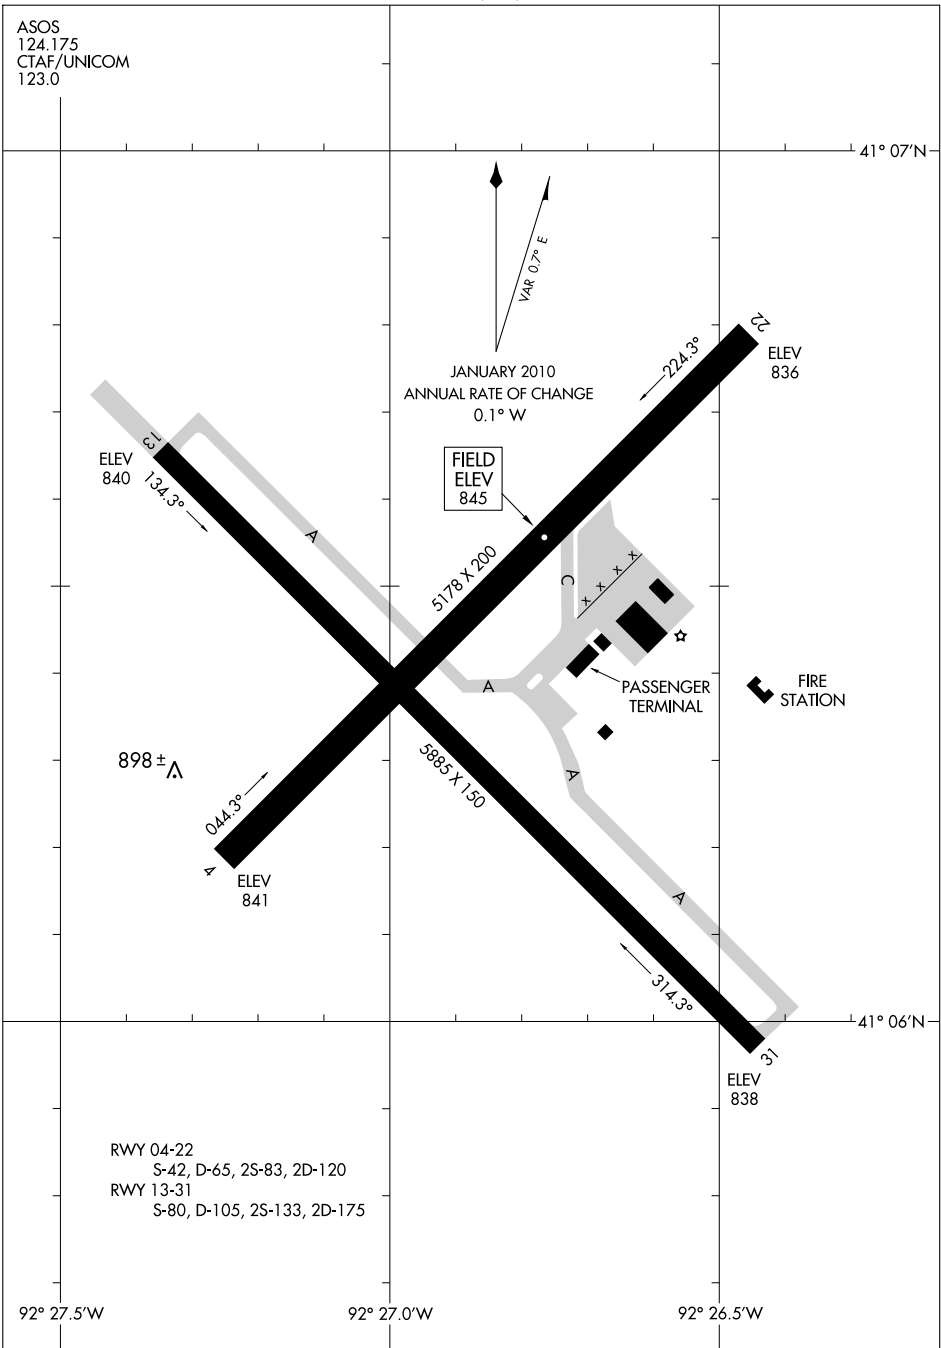 ASOS
124.175
CTAF/UNICOM
123.0
41° 07'N
VAR 0.7° E
JANUARY 2010
ANNUAL RATE OF CHANGE
0.1° W
22
224.3°
ELEV
836
13
ELEV
840
134.3°
FIELD
ELEV
845
A
5178 X 200
C
X X X X
A
PASSENGER
TERMINAL
FIRE
STATION
898 ±
5885 X 150
A
044.3°
4
ELEV
841
A
314.3°
41° 06'N
31
ELEV
838
RWY 04-22
S-42, D-65, 2S-83, 2D-120
RWY 13-31
S-80, D-105, 2S-133, 2D-175
92° 27.5'W
92° 27.0'W
92° 26.5'W